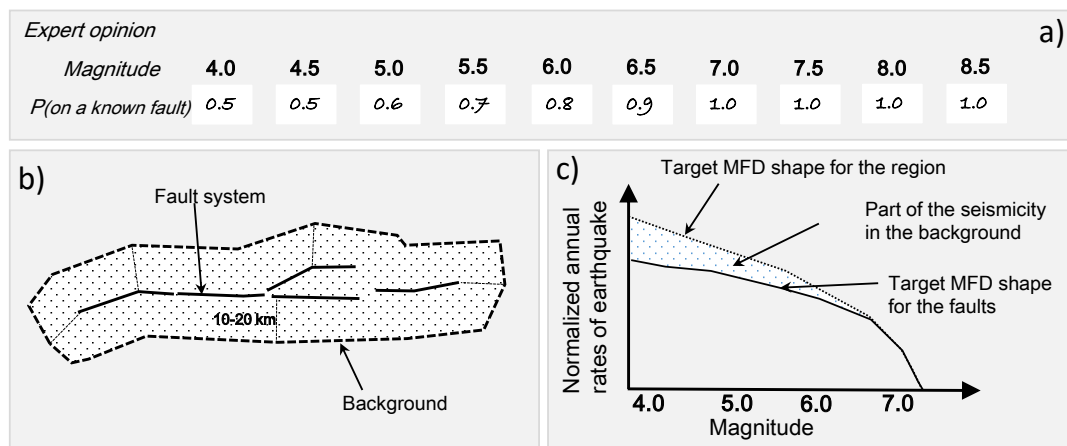 Expert opinion
a)
Magnitude 4.0 4.5 5.0 5.5 6.0 6.5 7.0 7.5 8.0 8.5
P(on a known fault) 0.5 0.5 0.6 0.7 0.8 0.9 1.0 1.0 1.0 1.0
b)
Fault system
10-20 km
Background
c)
Target MFD shape for the region
Part of the seismicity
in the background
Target MFD shape
for the faults
Normalized annual
rates of earthquake
4.0 5.0 6.0 7.0
Magnitude